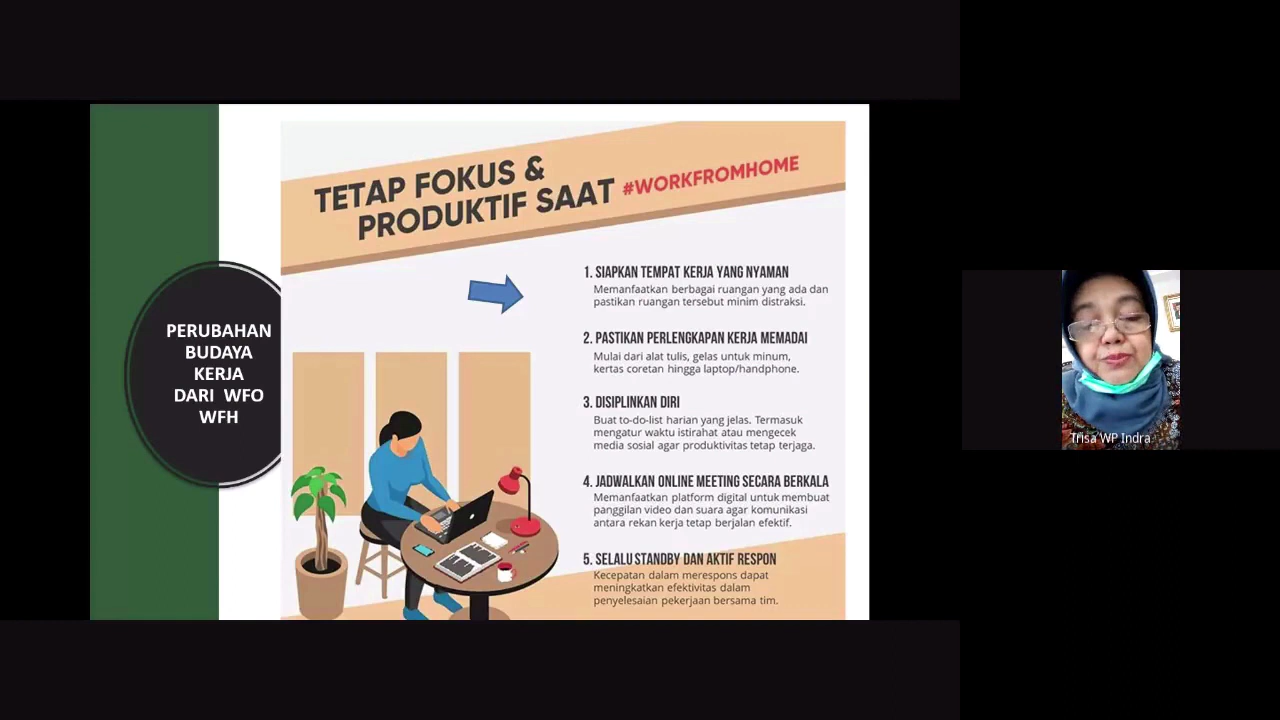 TETAP FOKUS &
PRODUKTIF SAAT #WORKFROMHOME
PERUBAHAN
BUDAYA
KERJA
DARI WFO
WFH
1. SIAPKAN TEMPAT KERJA YANG NYAMAN
Memanfaatkan berbagai ruangan yang ada dan
pastikan ruangan tersebut minim distraksi.
2. PASTIKAN PERLENGKAPAN KERJA MEMADAI
Mulai dari alat tulis, gelas untuk minum,
kertas coretan hingga laptop/handphone.
3. DISIPLINKAN DIRI
Buat to-do-list harian yang jelas. Termasuk
mengatur waktu istirahat atau mengecek
media sosial agar produktivitas tetap terjaga.
4. JADWALKAN ONLINE MEETING SECARA BERKALA
Memanfaatkan platform digital untuk membuat
panggilan video dan suara agar komunikasi
antara rekan kerja tetap berjalan efektif.
5. SELALU STANDBY DAN AKTIF RESPON
Kecepatan dalam merespons dapat
meningkatkan efektivitas dalam
penyelesaian pekerjaan bersama tim.
Trisa WP Indra